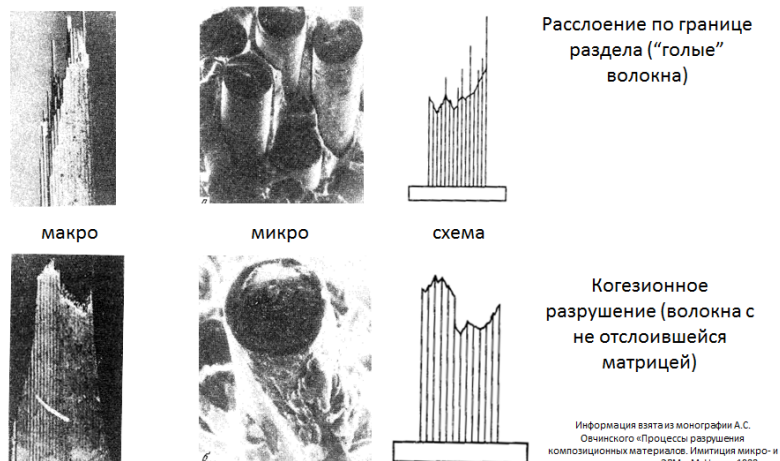 Расслоение по границе
раздела (“голые”
волокна)
а
макро
микро
схема
Когезионное
разрушение (волокна с
не отслоившейся
матрицей)
б
Информация взята из монографии А.С.
Овчинского «Процессы разрушения
композиционных материалов. Имитиция микро- и